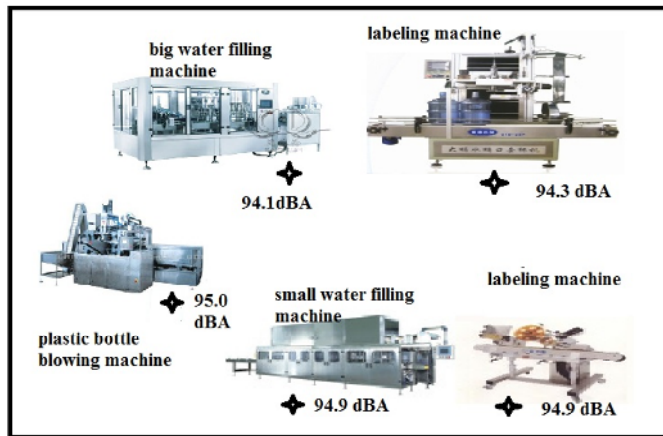 labeling machine
big water filling
machine
94.1dBA
94.3 dBA
labeling machine
small water filling
machine
95.0
dBA
plastic bottle
blowing machine
94.9 dBA
94.9 dBA